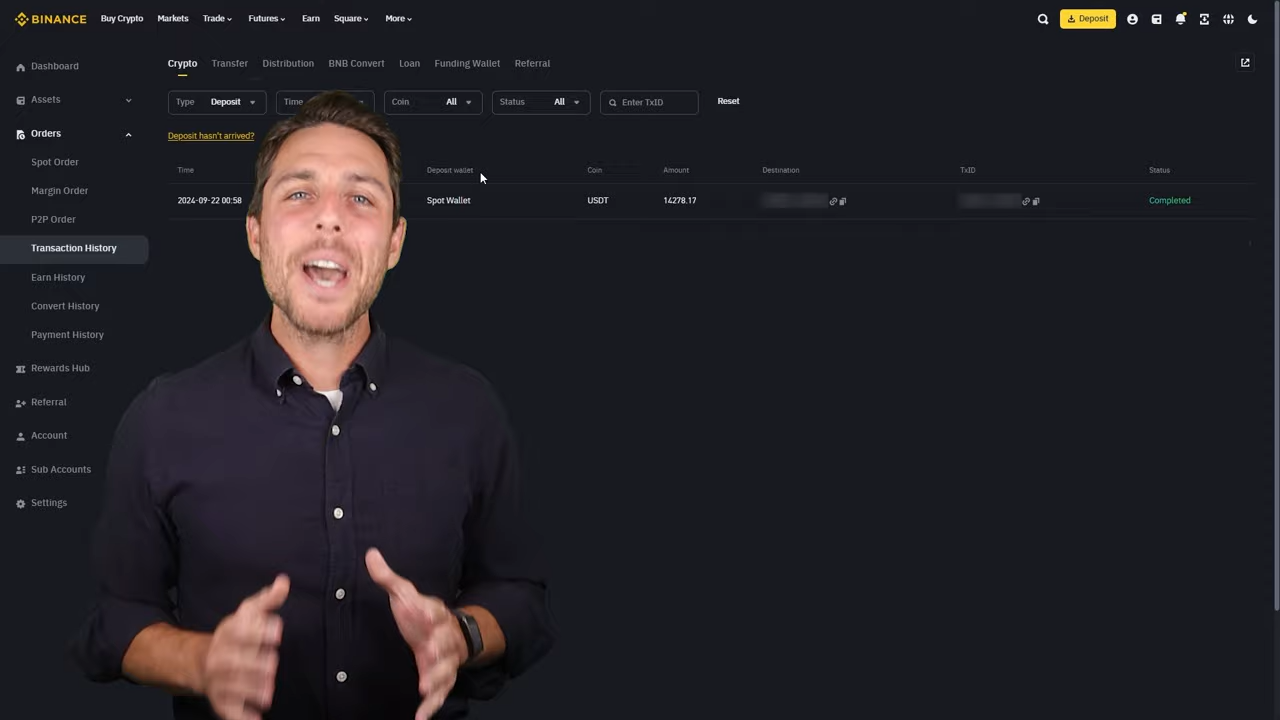 BINANCE Buy Crypto Markets Trade Futures Earn Square More Deposit
Dashboard
Assets
Orders
Spot Order
Margin Order
P2P Order
Transaction History
Earn History
Convert History
Payment History
Rewards Hub
Referral
Account
Sub Accounts
Settings
Crypto Transfer Distribution BNB Convert Loan Funding Wallet Referral
Type Deposit Time Coin All Status All Enter TxID Reset
Deposit hasn't arrived?
Time Deposit wallet Coin Amount Destination TxID Status
2024-09-22 00:58 Spot Wallet USDT 14278.17 Completed